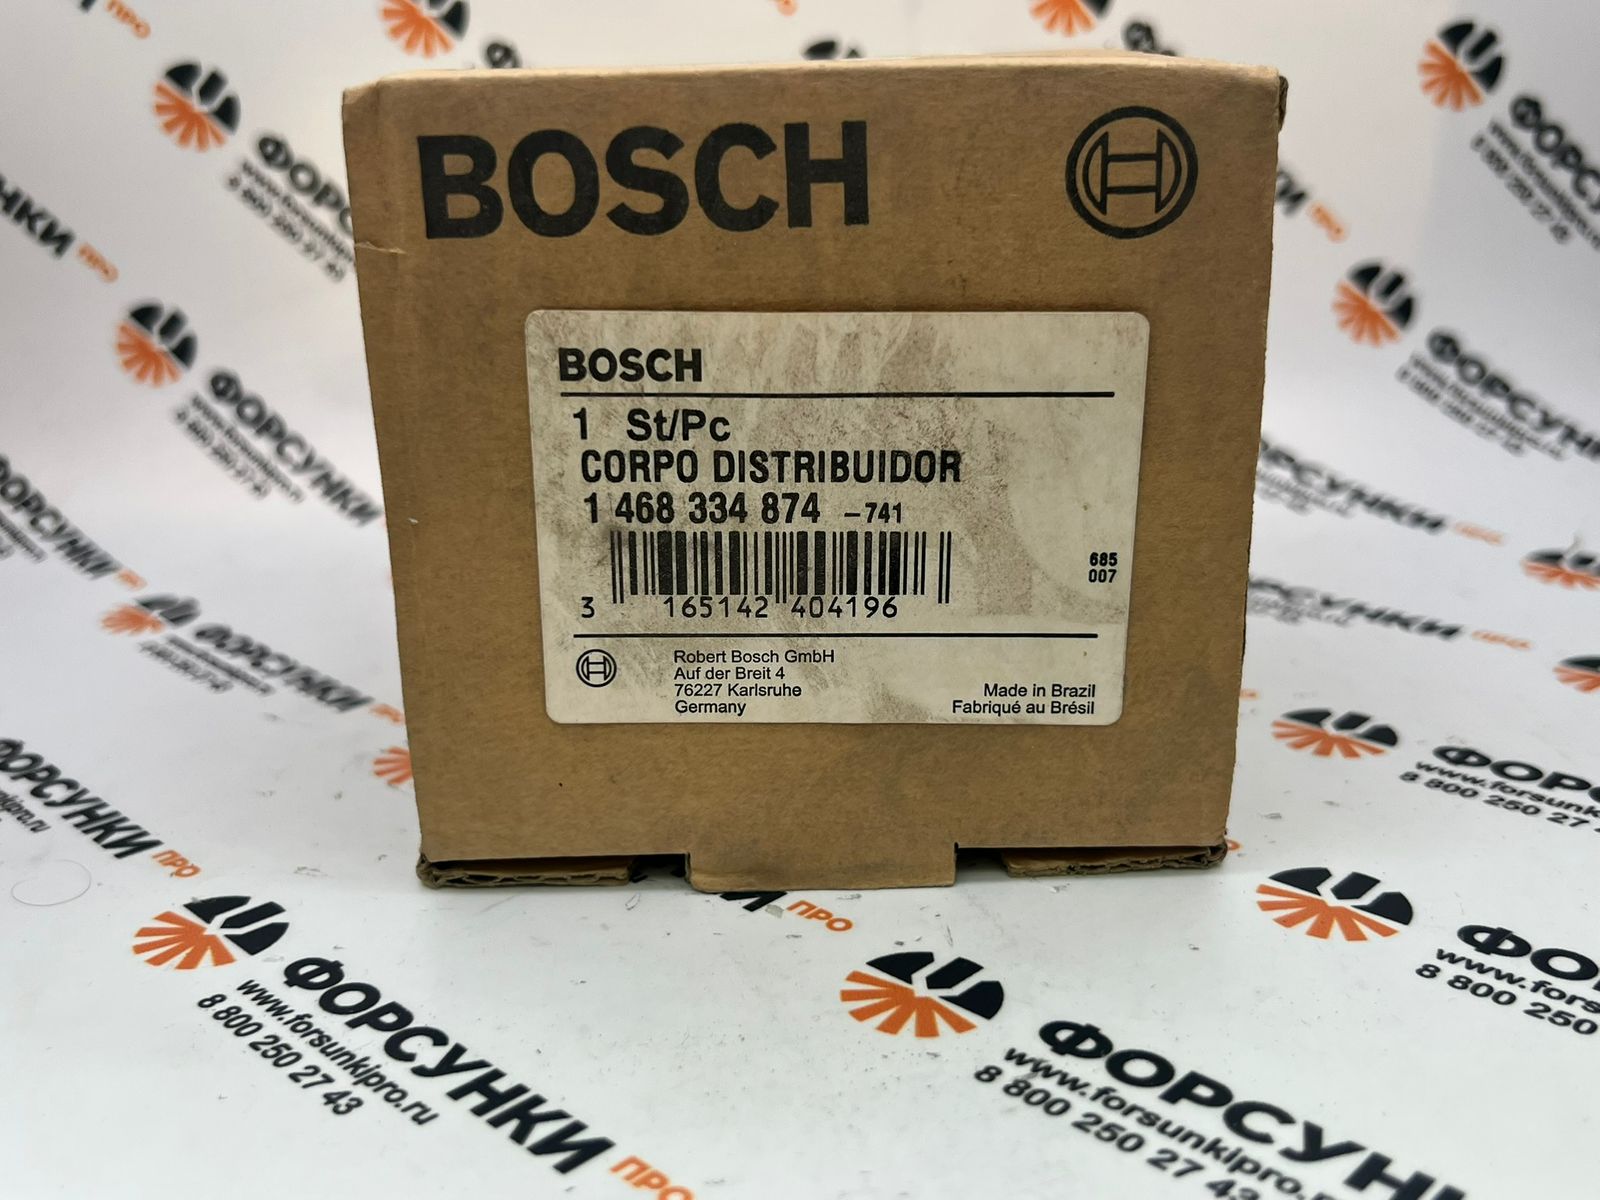 BOSCH
BOSCH
1 St/Pc
CORPO DISTRIBUIDOR
1 468 334 874 -741
685
007
3 165142 404196
Robert Bosch GmbH
Auf der Breit 4
76227 Karlsruhe
Germany
Made in Brazil
Fabriqué au Brésil
ФОРСУНКИ ПРО
www.forsunkipro.ru
8 800 250 27 43
ФОРСУНКИ
www.forsunkipro.ru
8 800 250 27 43